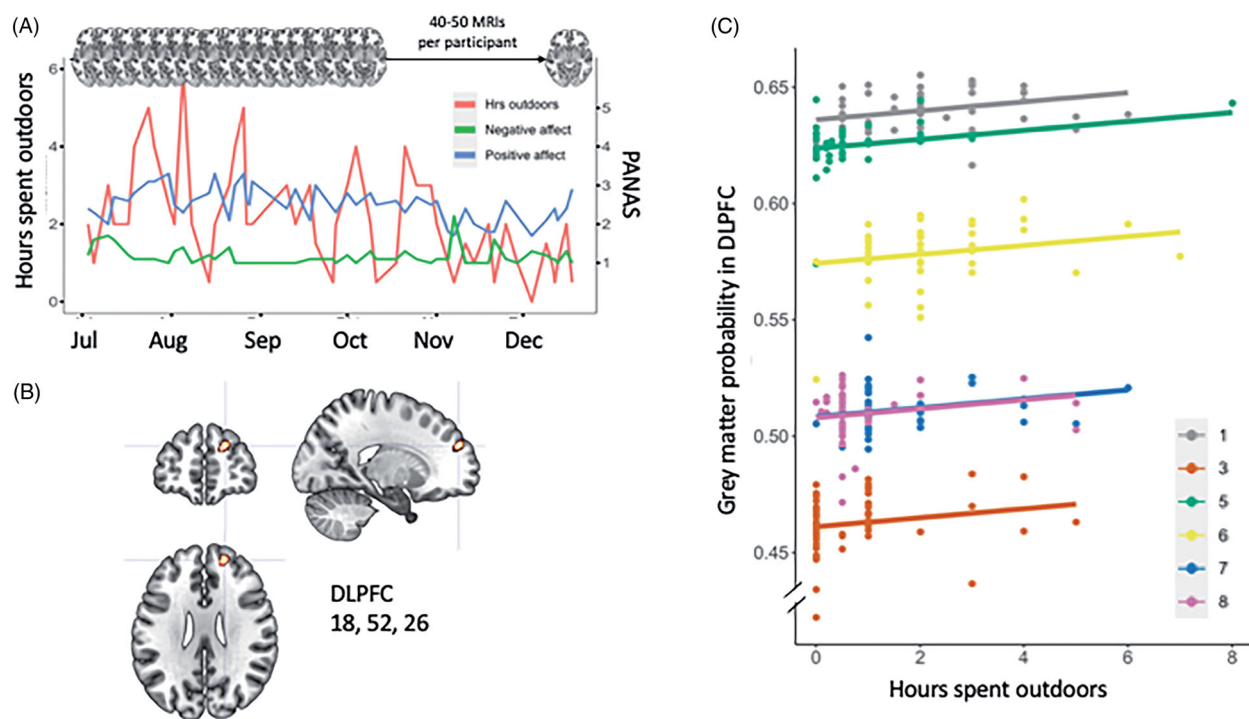 (A)
40-50 MRIs
per participant
Hours spent outdoors
6
4
2
0
Hrs outdoors
Negative affect
Positive affect
5
4
3
2
1
PANAS
Jul Aug Sep Oct Nov Dec
(B)
DLPFC
18, 52, 26
(C)
Grey matter probability in DLPFC
0.65
0.60
0.55
0.50
0.45
1
3
5
6
7
8
0 2 4 6 8
Hours spent outdoors